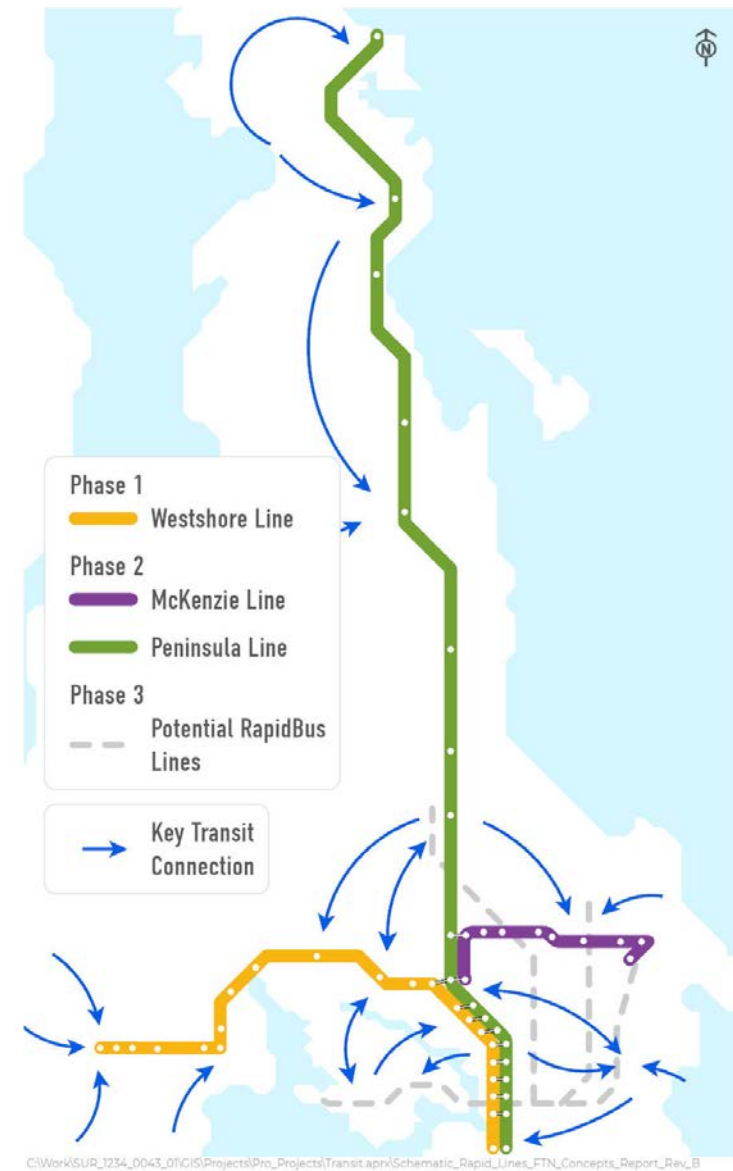 N
Phase 1
Westshore Line
Phase 2
McKenzie Line
Peninsula Line
Phase 3
Potential RapidBus
Lines
Key Transit
Connection
C:\Work\SUR_1234_0043_01\GIS\Projects\Pro_Projects\Transit.aprx\Schematic_Rapid_Lines_FTN_Concepts_Report_Rev_B